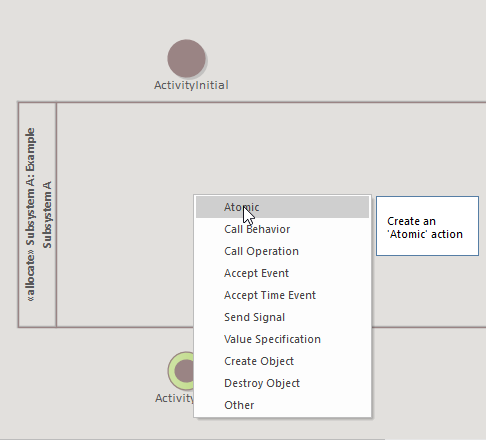 ActivityInitial
«allocate» Subsystem A: Example
Subsystem A
Atomic
Call Behavior
Call Operation
Accept Event
Accept Time Event
Send Signal
Value Specification
Create Object
Destroy Object
Other
Create an
'Atomic' action
Activity